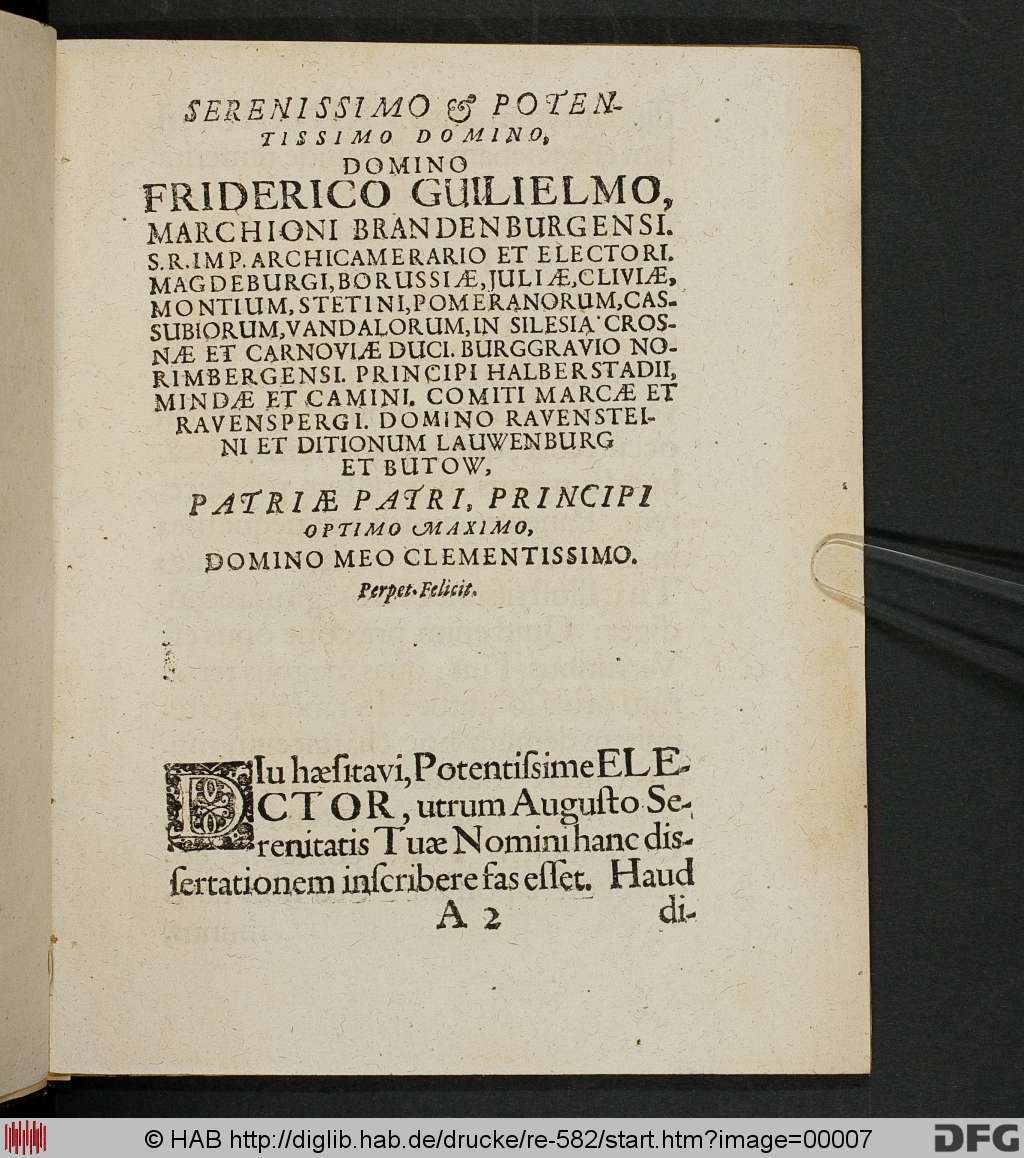 SERENISSIMO & POTEN-
TISSIMO DOMINO,
DOMINO
FRIDERICO GUILIELMO,
MARCHIONI BRANDENBURGENSI.
S.R.IMP. ARCHICAMERARIO ET ELECTORI.
MAGDEBURGI, BORUSSIÆ, JULIÆ, CLIVIÆ,
MONTIUM, STETINI, POMERANORUM, CAS-
SUBIORUM, VANDALORUM, IN SILESIA CROS-
NÆ ET CARNOVIÆ DUCI. BURGGRAVIO NO-
RIMBERGENSI. PRINCIPI HALBERSTADII,
MINDÆ ET CAMINI. COMITI MARCÆ ET
RAVENSPERGI. DOMINO RAVENSTEI-
NI ET DITIONUM LAUWENBURG
ET BUTOW,
PATRIÆ PATRI, PRINCIPI
OPTIMO MAXIMO,
DOMINO MEO CLEMENTISSIMO.
Perpet. Felicit.
DIu hæſitavi, Potentiſsime ELE-
CTOR, utrum Auguſto Se-
renitatis Tuæ Nomini hanc diſ-
ſertationem inſcribere fas eſſet. Haud
A 2 di-
© HAB http://diglib.hab.de/drucke/re-582/start.htm?image=00007
DFG